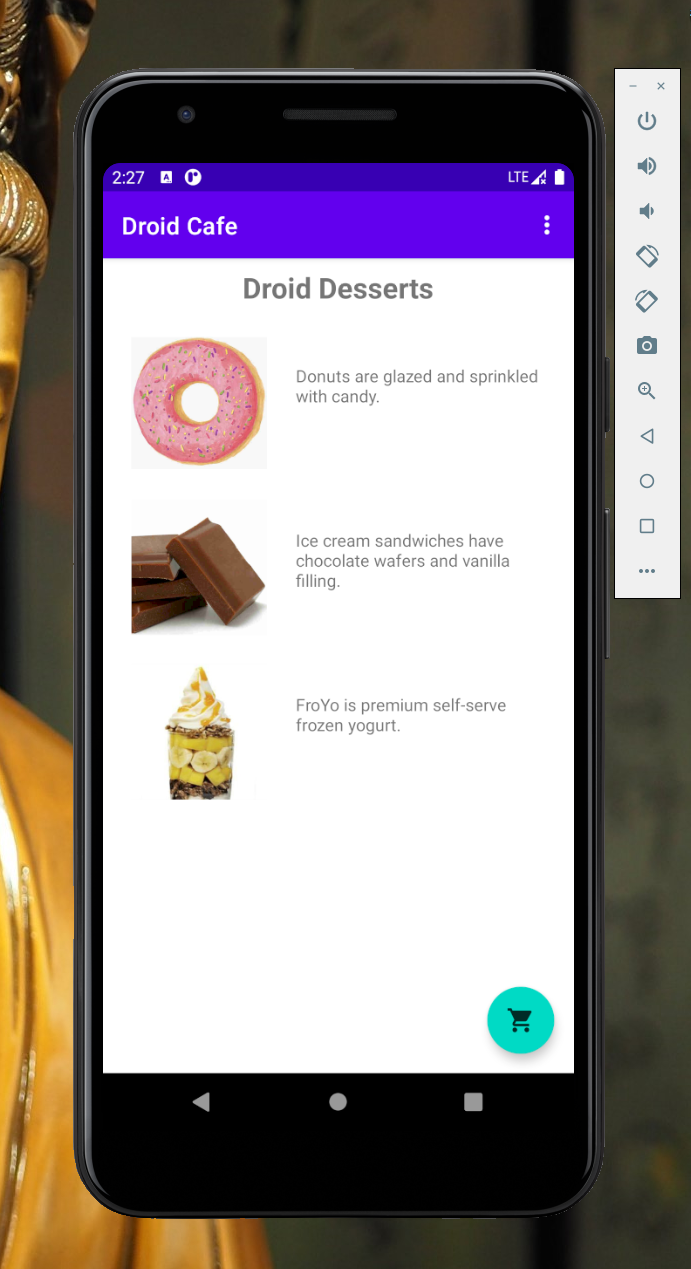 2:27
LTE
Droid Cafe
Droid Desserts
Donuts are glazed and sprinkled
with candy.
Ice cream sandwiches have
chocolate wafers and vanilla
filling.
FroYo is premium self-serve
frozen yogurt.